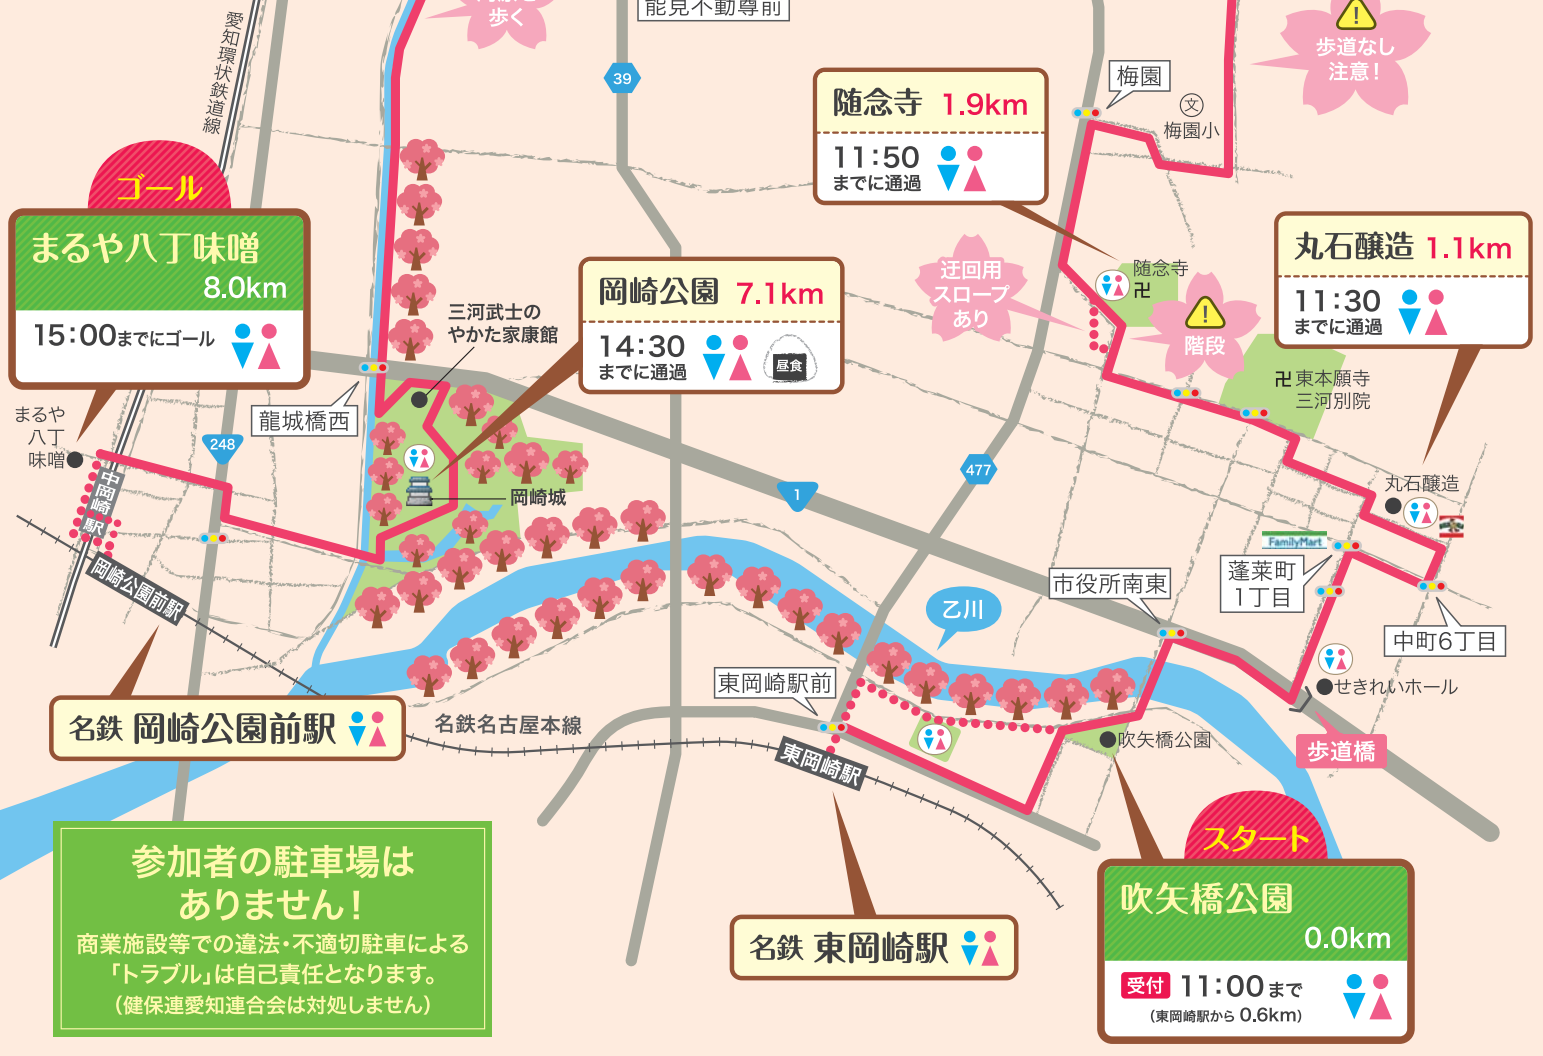 歩く
能見不動尊前
愛知環状鉄道線
39
歩道なし
注意！
梅園
文
梅園小
随念寺 1.9km
11：50
までに通過
ゴール
まるや八丁味噌
8.0km
15：00までにゴール
三河武士の
やかた家康館
岡崎公園 7.1km
14：30
までに通過
昼食
迂回用
スロープ
あり
随念寺
卍
階段
丸石醸造 1.1km
11：30
までに通過
卍東本願寺
三河別院
龍城橋西
まるや
八丁
味噌
248
中岡崎駅
岡崎城
1
477
丸石醸造
FamilyMart
蓬莱町
1丁目
市役所南東
中町6丁目
乙川
岡崎公園前駅
せきれいホール
東岡崎駅前
名鉄 岡崎公園前駅
名鉄名古屋本線
吹矢橋公園
歩道橋
東岡崎駅
参加者の駐車場は
ありません！
商業施設等での違法・不適切駐車による
「トラブル」は自己責任となります。
（健保連愛知連合会は対処しません）
スタート
吹矢橋公園
0.0km
受付 11：00まで
（東岡崎駅から 0.6km）
名鉄 東岡崎駅